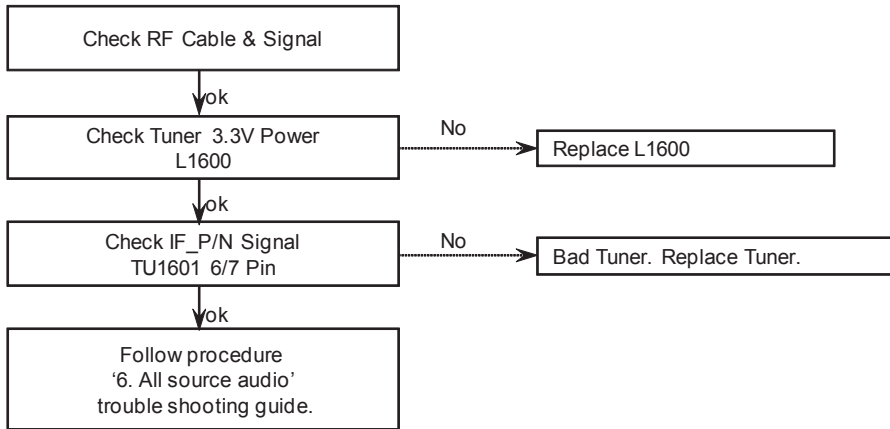 Check RF Cable & Signal
ok
Check Tuner 3.3V Power
L1600
No
Replace L1600
ok
Check IF_P/N Signal
TU1601 6/7 Pin
No
Bad Tuner. Replace Tuner.
ok
Follow procedure
‘6. All source audio’
trouble shooting guide.